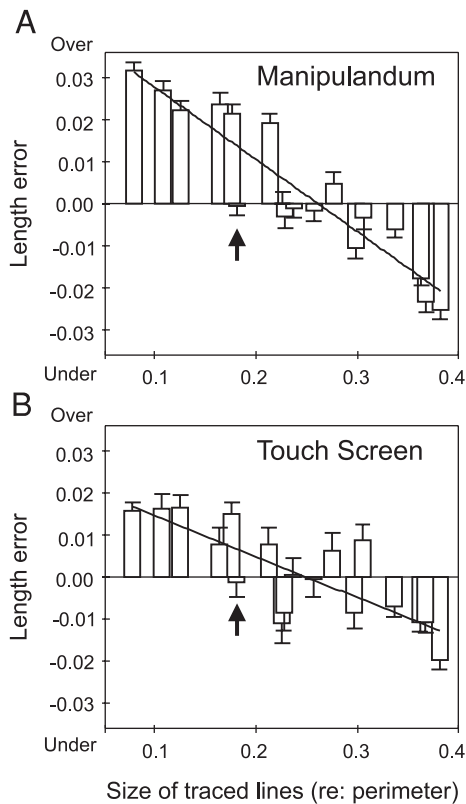 A
Over
Manipulandum
0.03
0.02
0.01
0.00
-0.01
-0.02
-0.03
Length error
Under
0.1 0.2 0.3 0.4
B
Over
Touch Screen
0.03
0.02
0.01
0.00
-0.01
-0.02
-0.03
Length error
Under
0.1 0.2 0.3 0.4
Size of traced lines (re: perimeter)